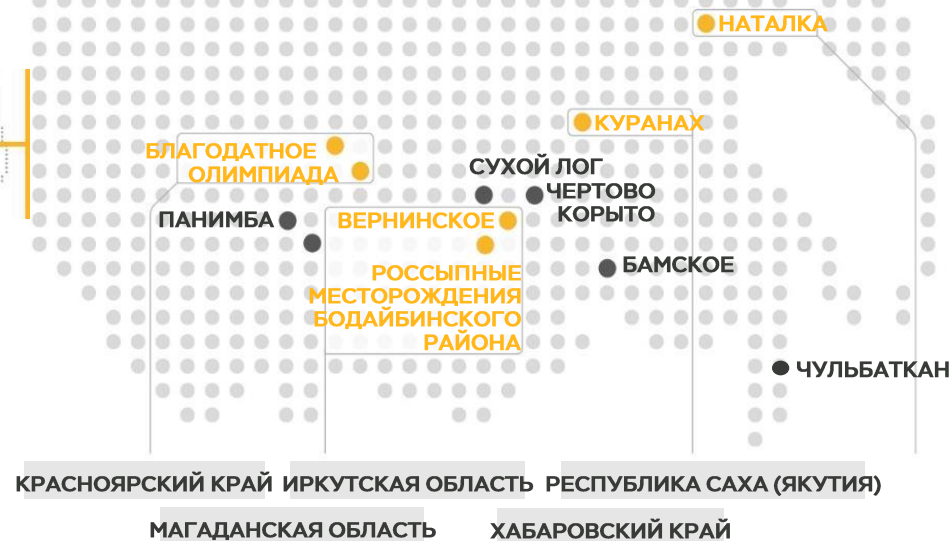 НАТАЛКА
КУРАНАХ
БЛАГОДАТНОЕ
ОЛИМПИАДА
СУХОЙ ЛОГ
ЧЕРТОВО
КОРЫТО
ПАНИМБА
ВЕРНИНСКОЕ
РОССЫПНЫЕ
МЕСТОРОЖДЕНИЯ
БОДАЙБИНСКОГО
РАЙОНА
БАМСКОЕ
ЧУЛЬБАТКАН
КРАСНОЯРСКИЙ КРАЙ ИРКУТСКАЯ ОБЛАСТЬ РЕСПУБЛИКА САХА (ЯКУТИЯ)
МАГАДАНСКАЯ ОБЛАСТЬ ХАБАРОВСКИЙ КРАЙ